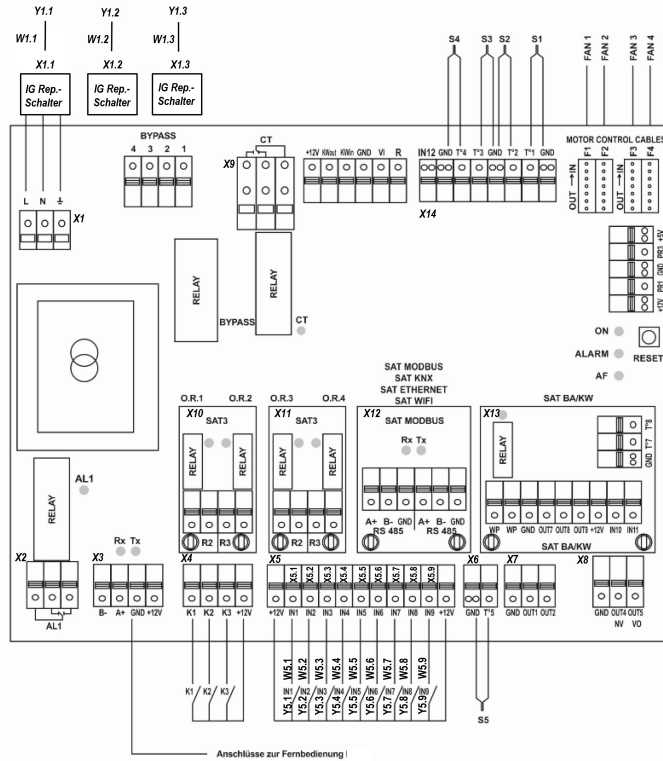 Y1.1 Y1.2 Y1.3
W1.1 W1.2 W1.3
X1.1 X1.2 X1.3
IG Rep.- Schalter
IG Rep.- Schalter
IG Rep.- Schalter
S4 S3 S2 S1
FAN 1 FAN 2 FAN 3 FAN 4
BYPASS
4 3 2 1
CT
X9
+12V KWout KWin GND VI R
IN12 GND T°4 T°3 GND T°2 T°1 GND
X14
MOTOR CONTROL CABLES
F1 F2 F3 F4
OUT → IN
OUT → IN
L N
X1
+5V
PR3
GND
PR1
+12V
RELAY
BYPASS
RELAY
CT
ON
ALARM
AF
RESET
SAT MODBUS
SAT KNX
SAT ETHERNET
SAT WIFI
O.R.1 O.R.2 O.R.3 O.R.4
SAT BA/KW
X10
SAT3
RELAY RELAY
R2 R3
X11
SAT3
RELAY RELAY
R2 R3
X12
SAT MODBUS
Rx Tx
A+ B- GND A+ B- GND
RS 485 RS 485
X13
RELAY
T°8
T°7
GND
WP WP GND OUT7 OUT8 OUT9 +12V IN10 IN11
SAT BA/KW
RELAY
AL1
Rx Tx
X2 X3 X4 X5 X6 X7 X8
X5.1 X5.2 X5.3 X5.4 X5.5 X5.6 X5.7 X5.8 X5.9
AL1
B- A+ GND +12V
K1 K2 K3 +12V
+12V IN1 IN2 IN3 IN4 IN5 IN6 IN7 IN8 IN9 +12V
GND T°5
GND OUT1 OUT2
GND OUT4 OUT5
NV VO
W5.1 W5.2 W5.3 W5.4 W5.5 W5.6 W5.7 W5.8 W5.9
K1 K2 K3
IN1 IN2 IN3 IN4 IN5 IN6 IN7 IN8 IN9
Y5.1 Y5.2 Y5.3 Y5.4 Y5.5 Y5.6 Y5.7 Y5.8 Y5.9
S5
Anschlüsse zur Fernbedienung